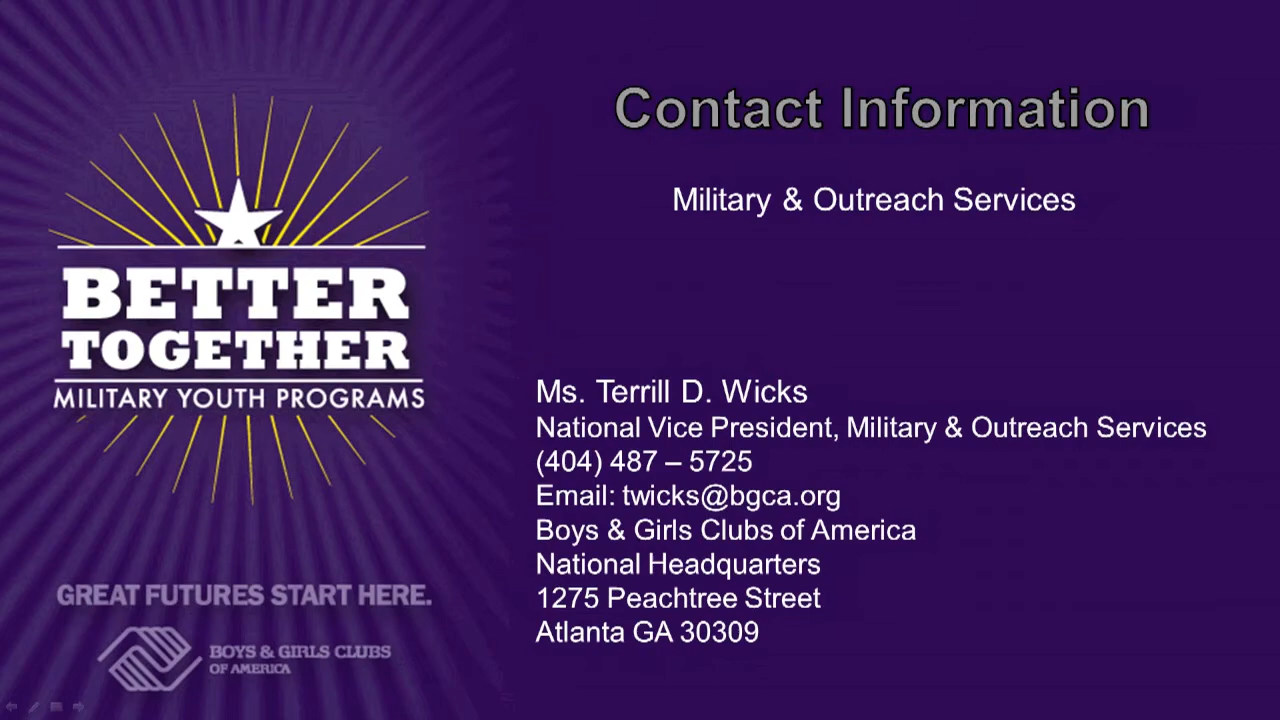 BETTER
TOGETHER
MILITARY YOUTH PROGRAMS
GREAT FUTURES START HERE.
BOYS & GIRLS CLUBS
OF AMERICA
Contact Information
Military & Outreach Services
Ms. Terrill D. Wicks
National Vice President, Military & Outreach Services
(404) 487 – 5725
Email: twicks@bgca.org
Boys & Girls Clubs of America
National Headquarters
1275 Peachtree Street
Atlanta GA 30309